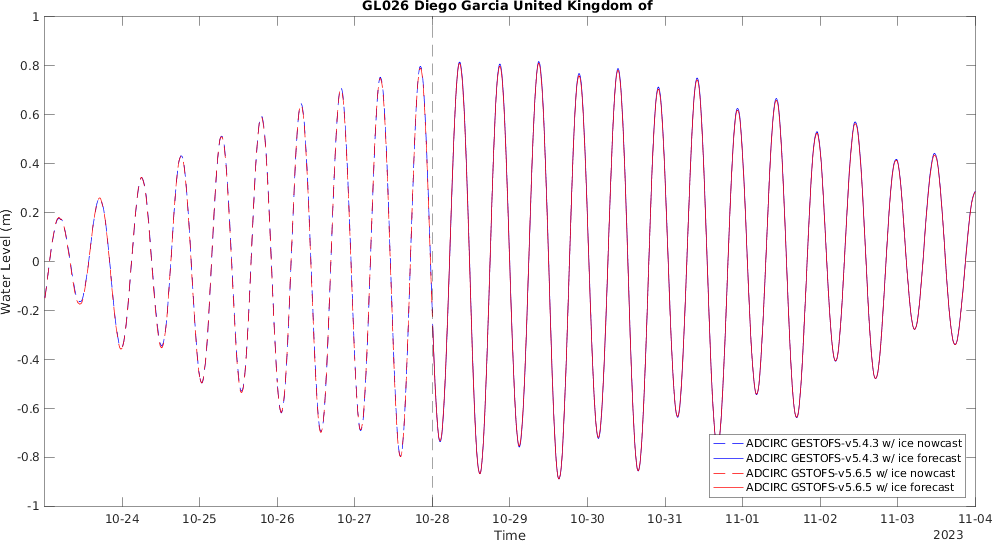 GL026 Diego Garcia United Kingdom of
Water Level (m)
1
0.8
0.6
0.4
0.2
0
-0.2
-0.4
-0.6
-0.8
-1
ADCIRC GESTOFS-v5.4.3 w/ ice nowcast
ADCIRC GESTOFS-v5.4.3 w/ ice forecast
ADCIRC GSTOFS-v5.6.5 w/ ice nowcast
ADCIRC GSTOFS-v5.6.5 w/ ice forecast
10-24 10-25 10-26 10-27 10-28 10-29 10-30 10-31 11-01 11-02 11-03 11-04
Time
2023